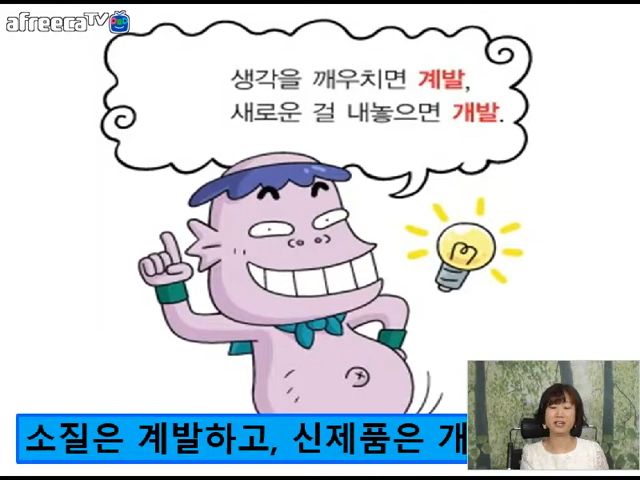 afreecaTV
생각을 깨우치면 계발,
새로운 걸 내놓으면 개발.
소질은 계발하고, 신제품은 개